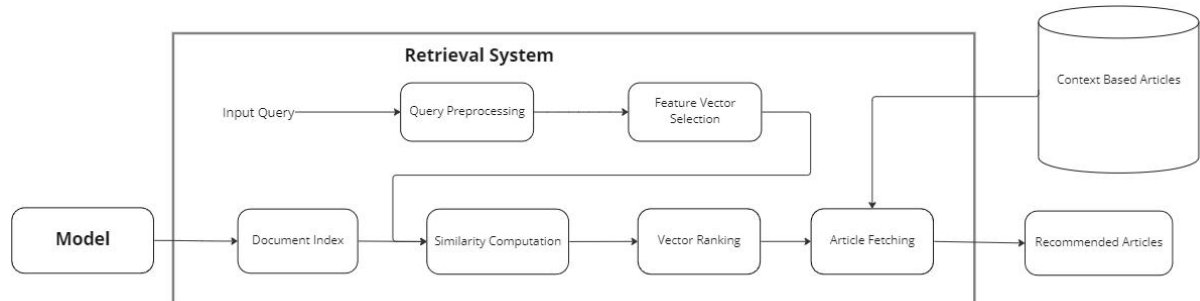 Retrieval System
Context Based Articles
Input Query
Query Preprocessing
Feature Vector
Selection
Model
Document Index
Similarity Computation
Vector Ranking
Article Fetching
Recommended Articles